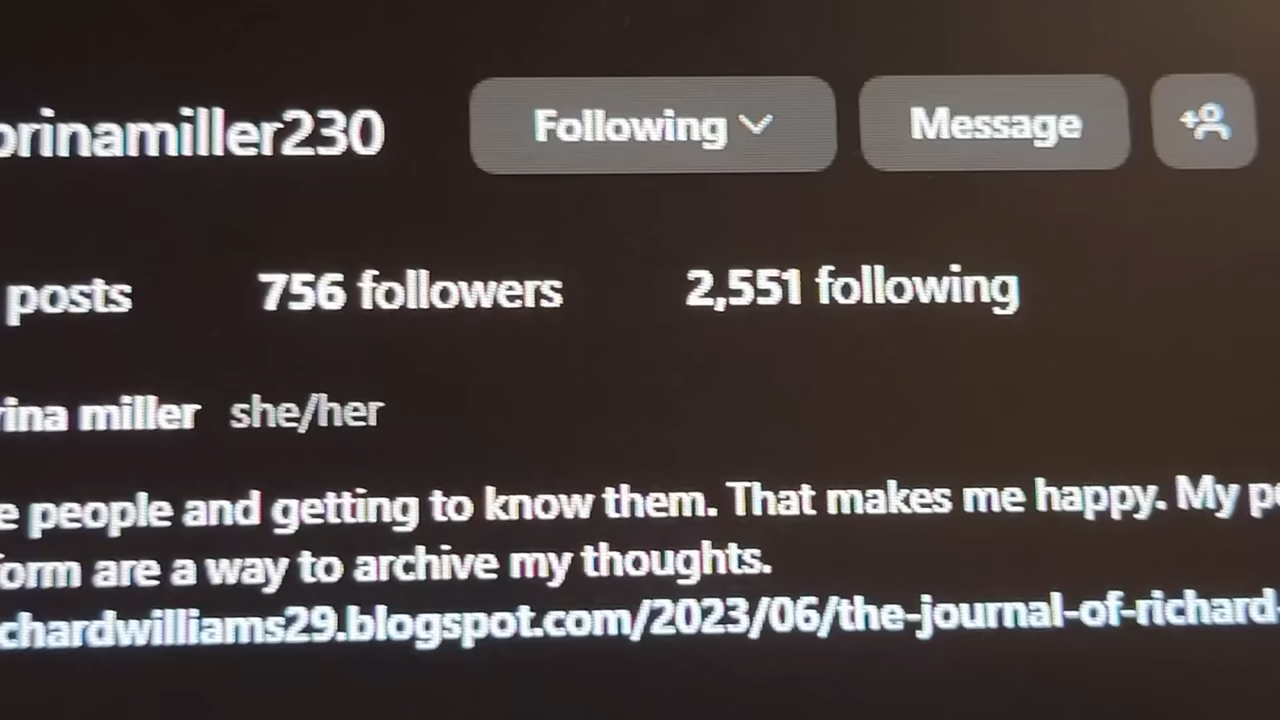 orinamiller230 Following Message
posts 756 followers 2,551 following
rina miller she/her
e people and getting to know them. That makes me happy. My
orm are a way to archive my thoughts.
chardwilliams29.blogspot.com/2023/06/the-journal-of-richard-